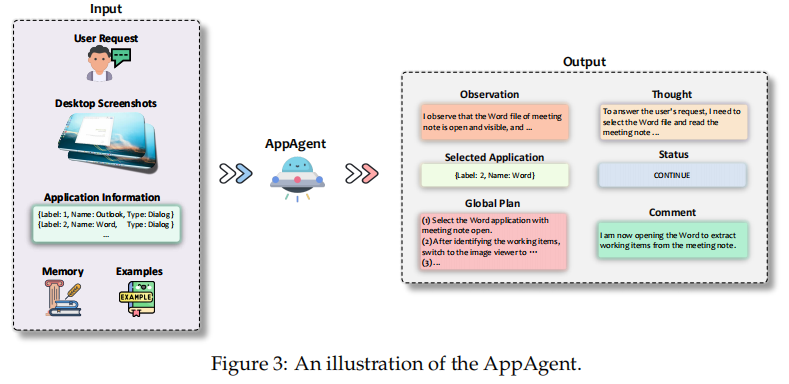 Input
User Request
Desktop Screenshots
Application Information
{Label: 1, Name: Outlook, Type: Dialog }
{Label: 2, Name: Word, Type: Dialog }
...
Memory
Examples
EXAMPLE
AppAgent
Output
Observation
I observe that the Word file of meeting
note is open and visible, and ...
Selected Application
{Label: 2, Name: Word}
Global Plan
(1) Select the Word application with
meeting note open.
(2) After identifying the working items,
switch to the image viewer to ⋯
(3) ...
Thought
To answer the user's request, I need to
select the Word file and read the
meeting note ...
Status
CONTINUE
Comment
I am now opening the Word to extract
working items from the meeting note.
Figure 3: An illustration of the AppAgent.